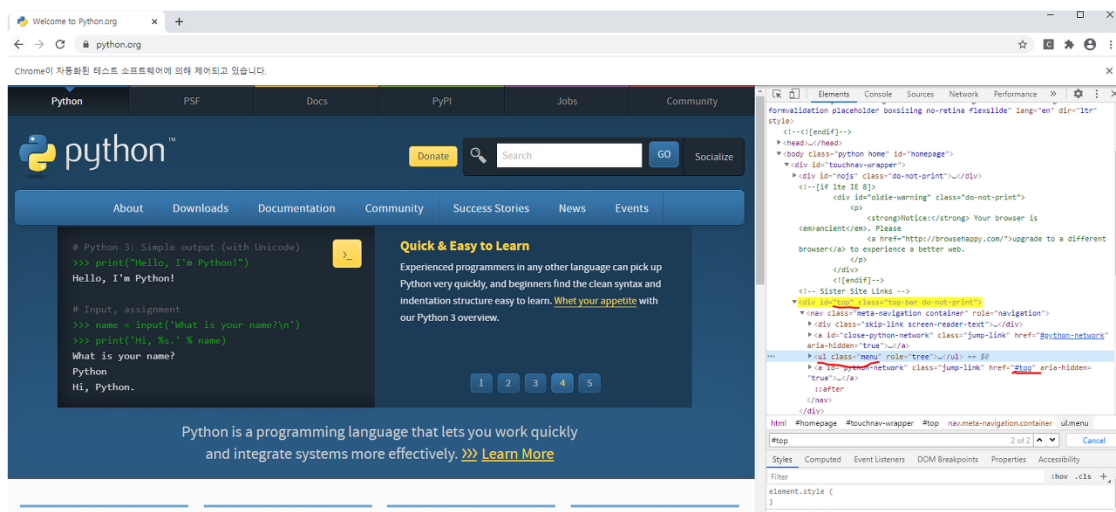 Welcome to Python.org
python.org
Chrome이 자동화된 테스트 소프트웨어에 의해 제어되고 있습니다.
Python PSF Docs PyPI Jobs Community
python™
Donate Search GO Socialize
About Downloads Documentation Community Success Stories News Events
# Python 3: Simple output (with Unicode)
>>> print("Hello, I'm Python!")
Hello, I'm Python!
# Input, assignment
>>> name = input('What is your name?\n')
>>> print('Hi, %s.' % name)
What is your name?
Python
Hi, Python.
>_
Quick & Easy to Learn
Experienced programmers in any other language can pick up
Python very quickly, and beginners find the clean syntax and
indentation structure easy to learn. Whet your appetite with
our Python 3 overview.
1 2 3 4 5
Python is a programming language that lets you work quickly
and integrate systems more effectively. >>> Learn More
Elements Console Sources Network Performance »
formvalidation placeholder boxsizing no-retina flexslide" lang="en" dir="ltr"
style>
<!--<![endif]-->
<head>…</head>
<body class="python home" id="homepage">
<div id="touchnav-wrapper">
<div id="nojs" class="do-not-print">…</div>
<!--[if lte IE 8]>
<div id="oldie-warning" class="do-not-print">
<p>
<strong>Notice:</strong> Your browser is
<em>ancient</em>. Please
<a href="http://browsehappy.com/">upgrade to a different
browser</a> to experience a better web.
</p>
</div>
<![endif]-->
<!-- Sister Site Links -->
<div id="top" class="top-bar do-not-print">
<nav class="meta-navigation container" role="navigation">
<div class="skip-link screen-reader-text">…</div>
<a id="close-python-network" class="jump-link" href="#python-network"
aria-hidden="true">…</a>
<ul class="menu" role="tree">…</ul> == $0
<a id="python-network" class="jump-link" href="#top" aria-hidden=
"true">…</a>
::after
</nav>
</div>
html #homepage #touchnav-wrapper #top nav.meta-navigation.container ul.menu
#top 2 of 2 Cancel
Styles Computed Event Listeners DOM Breakpoints Properties Accessibility
Filter :hov .cls +
element.style {
}